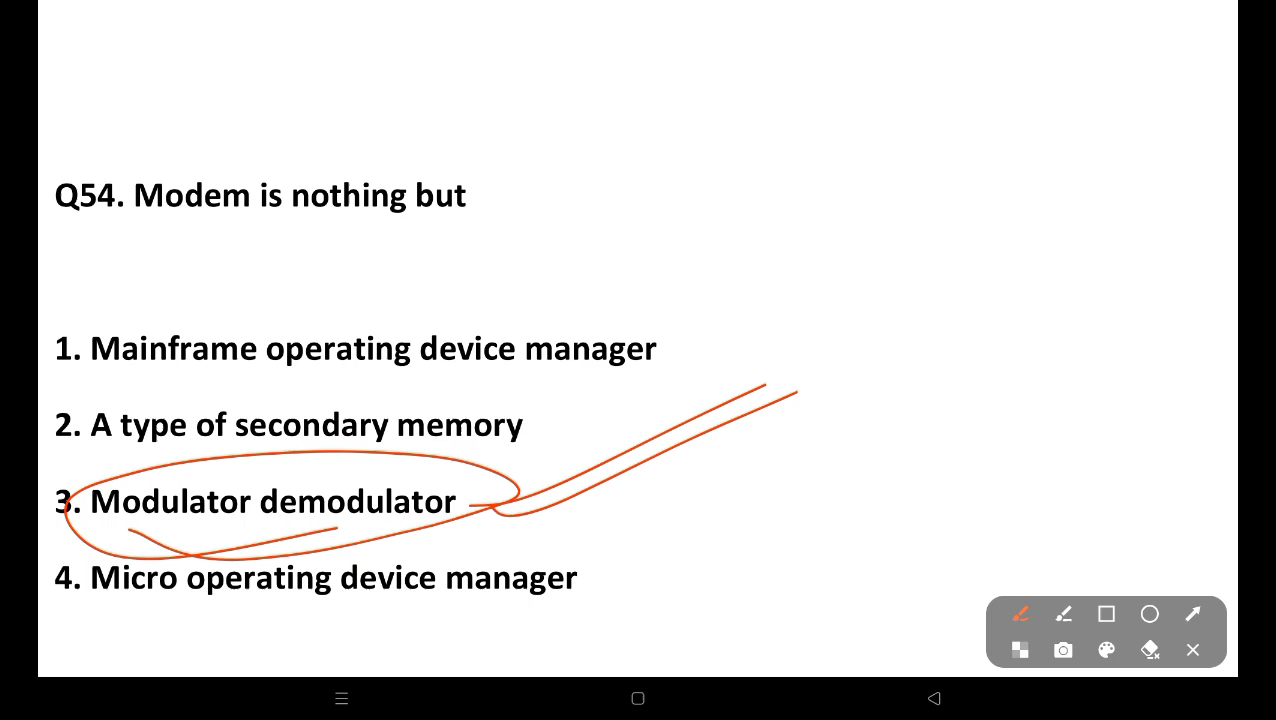 Q54. Modem is nothing but
1. Mainframe operating device manager
2. A type of secondary memory
3. Modulator demodulator
4. Micro operating device manager